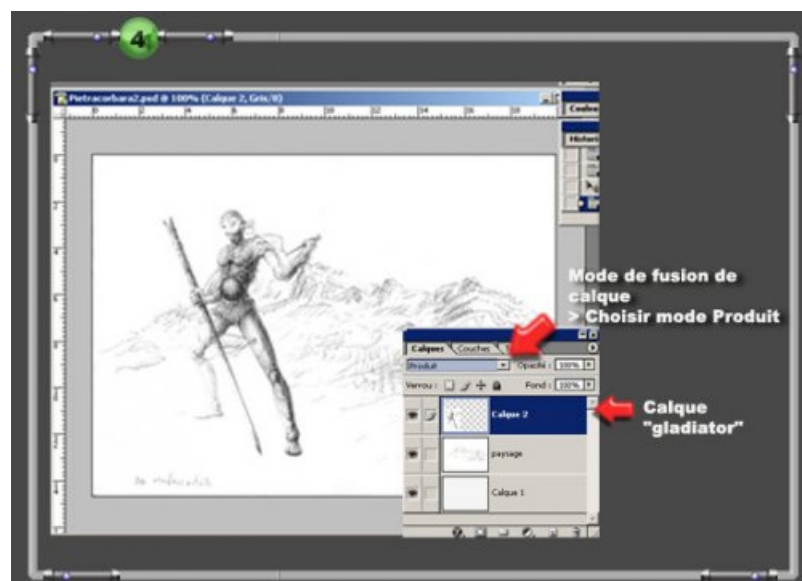 4
Pietracorbara2.psd @ 100% (Calque 2, Gris/8)
Mode de fusion de
calque
> Choisir mode Produit
Calques Couches
Produit Opacité : 100%
Verrou : Fond : 100%
Calque 2
Calque
"gladiator"
paysage
Calque 1